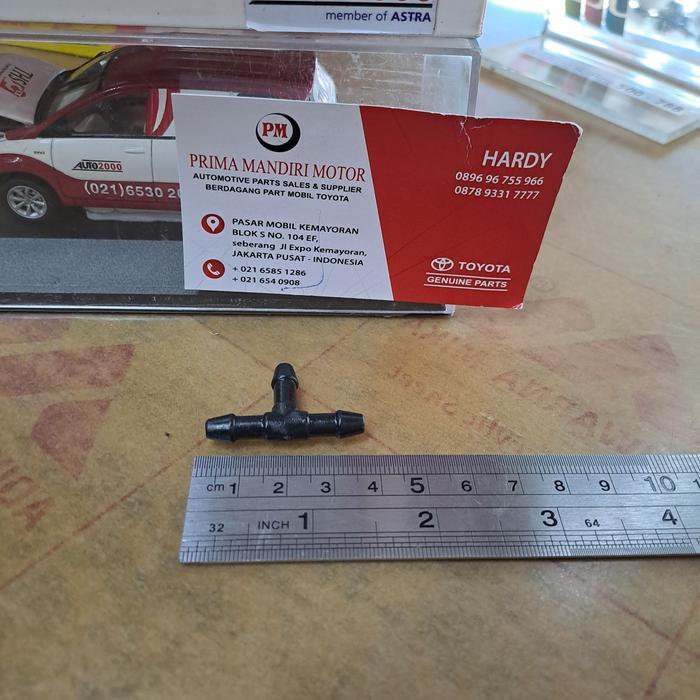 member of ASTRA
AUTO2000
(021)6530 20
PM
PRIMA MANDIRI MOTOR
AUTOMOTIVE PARTS SALES & SUPPLIER
BERDAGANG PART MOBIL TOYOTA
PASAR MOBIL KEMAYORAN
BLOK S NO. 104 EF,
seberang Jl Expo Kemayoran,
JAKARTA PUSAT - INDONESIA
+ 021 6585 1286
+ 021 654 0908
HARDY
0896 96 755 966
0878 9331 7777
TOYOTA
GENUINE PARTS
cm 1 2 3 4 5 6 7 8 9 10
32 INCH 1 2 3 64 4